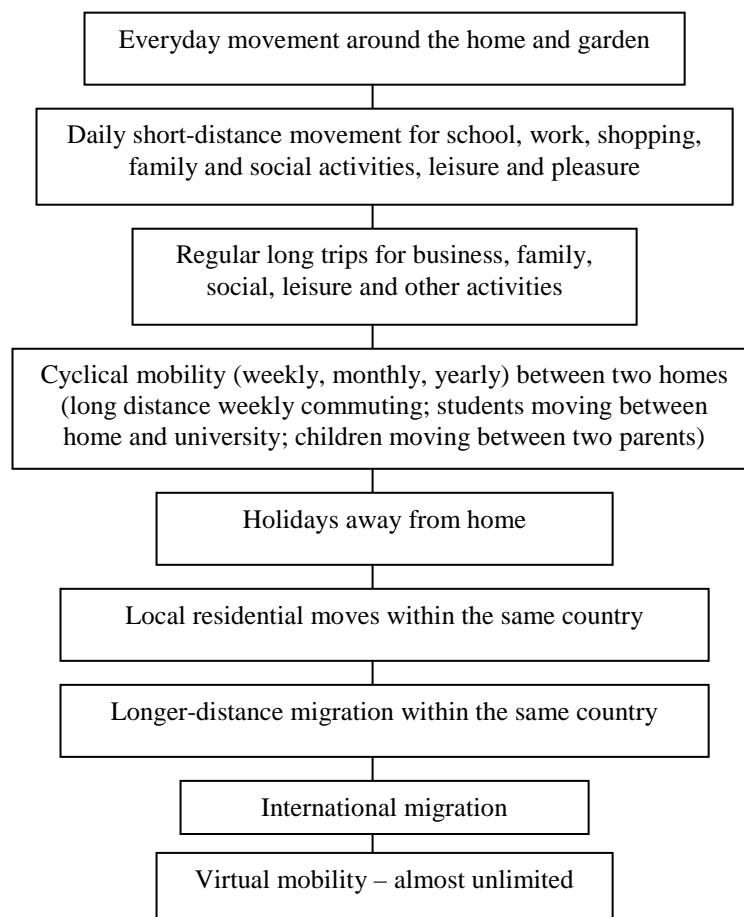 Everyday movement around the home and garden
Daily short-distance movement for school, work, shopping,
family and social activities, leisure and pleasure
Regular long trips for business, family,
social, leisure and other activities
Cyclical mobility (weekly, monthly, yearly) between two homes
(long distance weekly commuting; students moving between
home and university; children moving between two parents)
Holidays away from home
Local residential moves within the same country
Longer-distance migration within the same country
International migration
Virtual mobility – almost unlimited